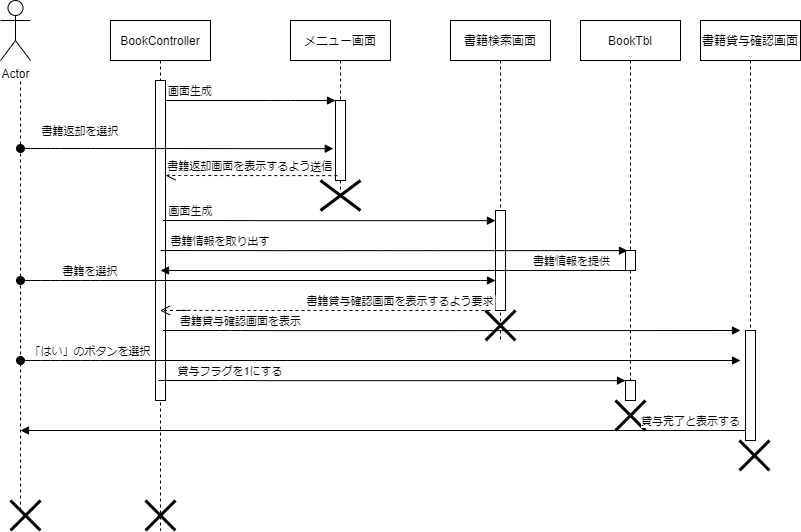 Actor
BookController
メニュー画面
書籍検索画面
BookTbl
書籍貸与確認画面
画面生成
書籍返却を選択
書籍返却画面を表示するよう送信
画面生成
書籍情報を取り出す
書籍情報を提供
書籍を選択
書籍貸与確認画面を表示するよう要求
書籍貸与確認画面を表示
「はい」のボタンを選択
貸与フラグを1にする
貸与完了と表示する